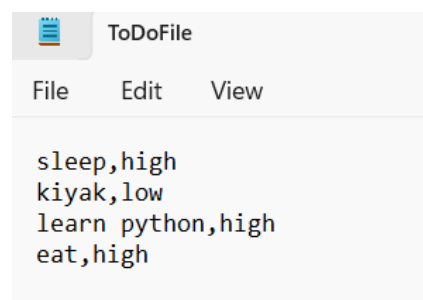 ToDoFile
File Edit View
sleep,high
kiyak,low
learn python,high
eat,high